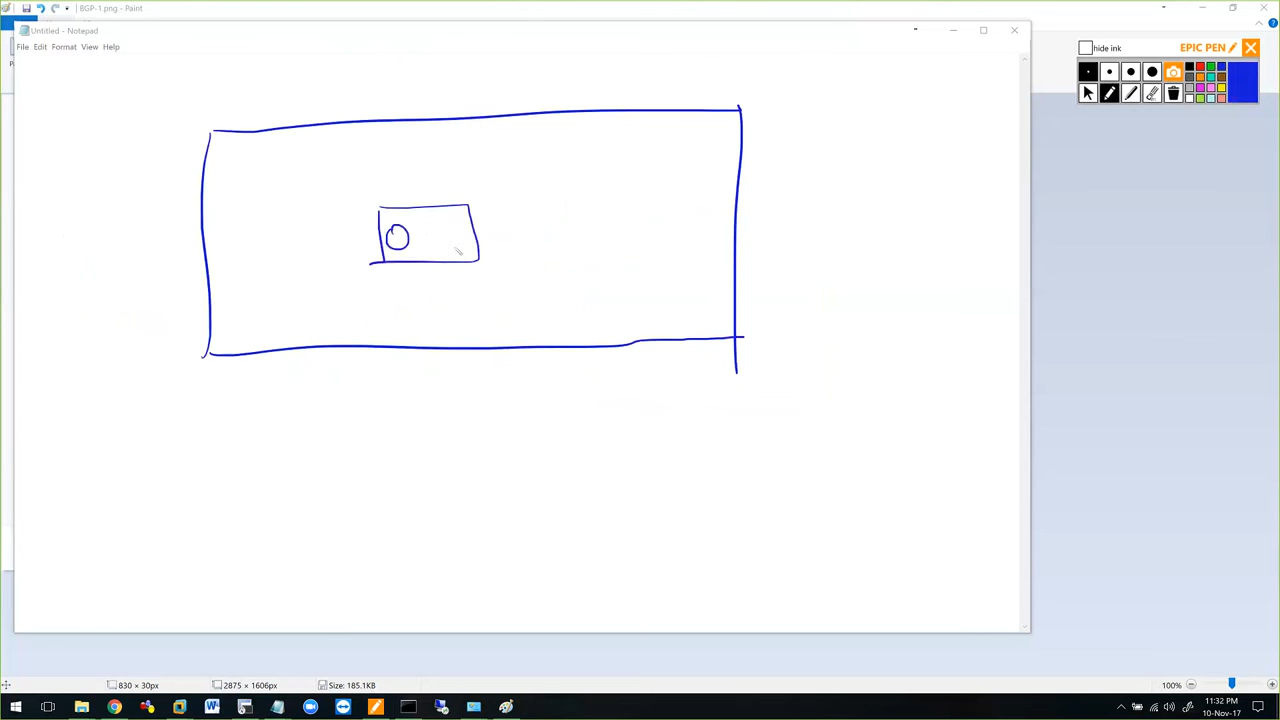 BGP-1.png - Paint
Untitled - Notepad
File Edit Format View Help
hide ink
EPIC PEN
830 × 30px
2875 × 1606px
Size: 185.1KB
100%
11:32 PM
10-Nov-17